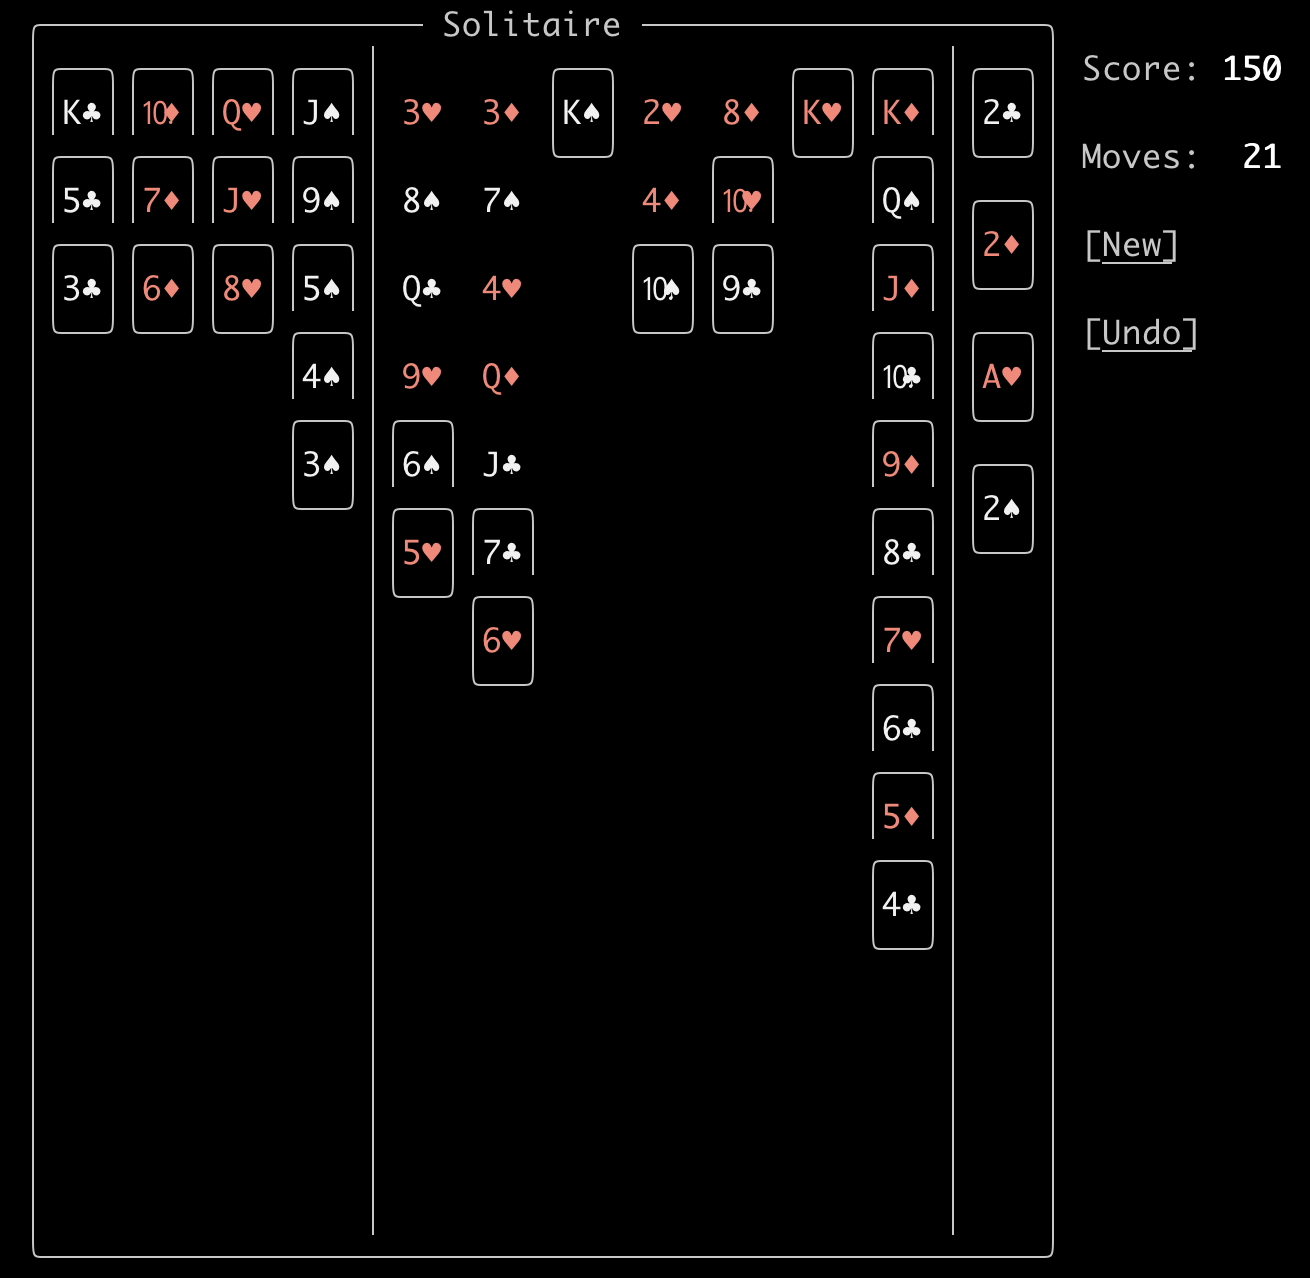 Solitaire
K♣ 10♦ Q♥ J♠ 3♥ 3♦ K♠ 2♥ 8♦ K♥ K♦ 2♣ Score: 150
5♣ 7♦ J♥ 9♠ 8♠ 7♠ 4♦ 10♥ Q♠ Moves: 21
2♦ [New]
3♣ 6♦ 8♥ 5♠ Q♣ 4♥ 10♠ 9♣ J♦
[Undo]
4♠ 9♥ Q♦ 10♣ A♥
3♠ 6♠ J♣ 9♦
2♠
5♥ 7♣ 8♣
6♥ 7♥
6♣
5♦
4♣